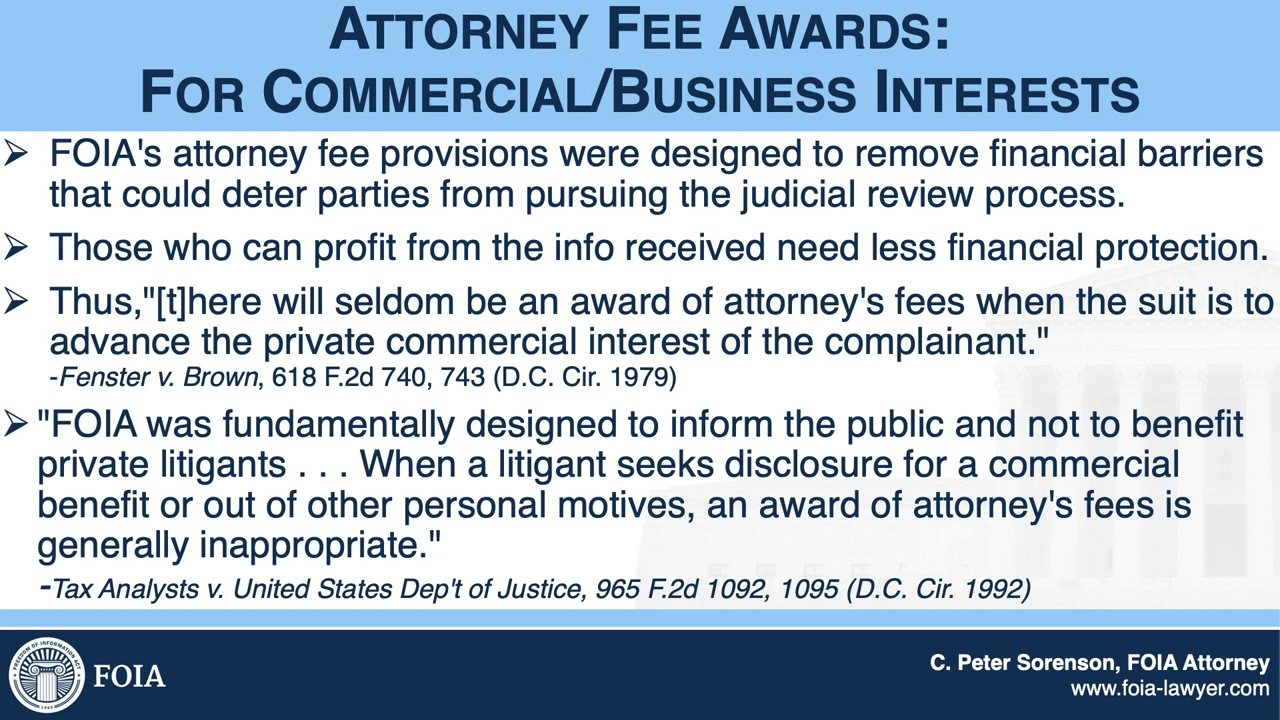 ATTORNEY FEE AWARDS:
FOR COMMERCIAL/BUSINESS INTERESTS
➢ FOIA's attorney fee provisions were designed to remove financial barriers
that could deter parties from pursuing the judicial review process.
➢ Those who can profit from the info received need less financial protection.
➢ Thus,"[t]here will seldom be an award of attorney's fees when the suit is to
advance the private commercial interest of the complainant."
-Fenster v. Brown, 618 F.2d 740, 743 (D.C. Cir. 1979)
➢ "FOIA was fundamentally designed to inform the public and not to benefit
private litigants . . . When a litigant seeks disclosure for a commercial
benefit or out of other personal motives, an award of attorney's fees is
generally inappropriate."
-Tax Analysts v. United States Dep't of Justice, 965 F.2d 1092, 1095 (D.C. Cir. 1992)
FREEDOM OF INFORMATION ACT
FOIA
C. Peter Sorenson, FOIA Attorney
www.foia-lawyer.com